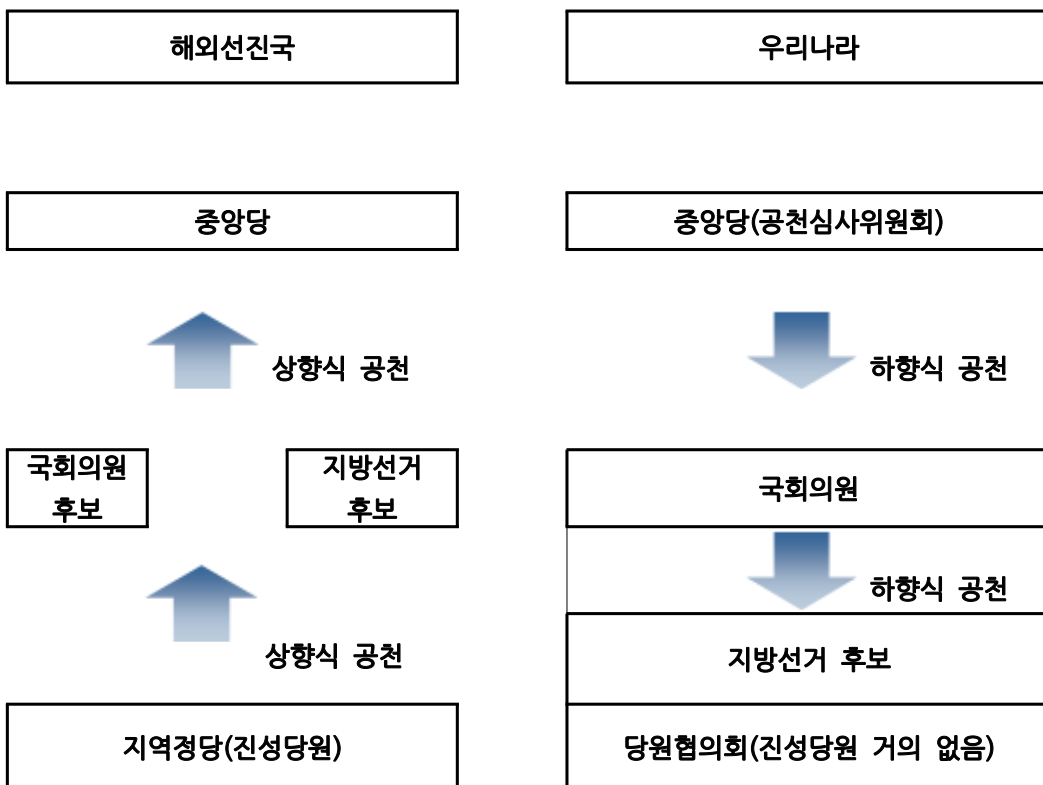 해외선진국
우리나라
중앙당
중앙당(공천심사위원회)
상향식 공천
하향식 공천
국회의원
후보
지방선거
후보
국회의원
상향식 공천
하향식 공천
지방선거 후보
지역정당(진성당원)
당원협의회(진성당원 거의 없음)